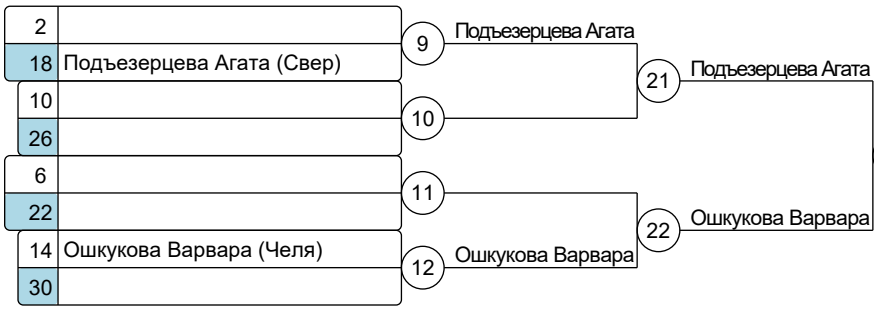 2
9
Подъезерцева Агата
18 Подъезерцева Агата (Свер)
21
Подъезерцева Агата
10
10
26
6
11
22
22
Ошкукова Варвара
14 Ошкукова Варвара (Челя)
12
Ошкукова Варвара
30